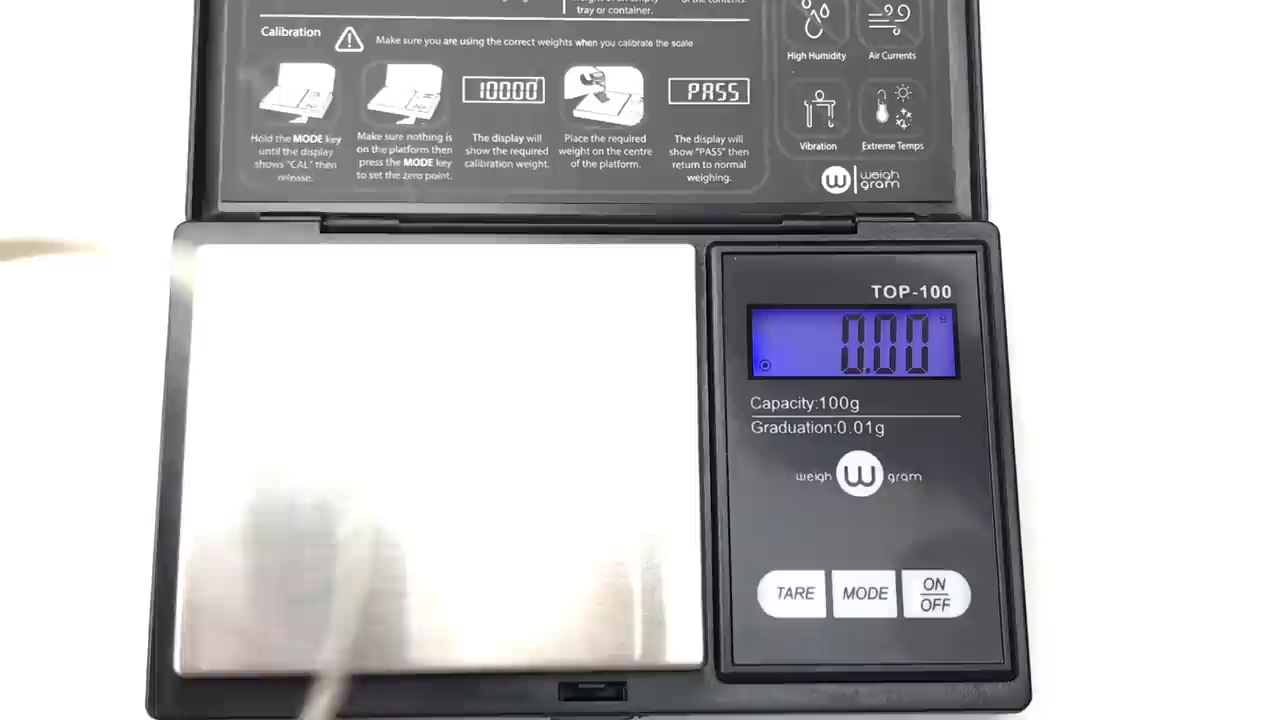 tray or container.
Calibration
Make sure you are using the correct weights when you calibrate the scale
10000
PASS
Hold the MODE key
until the display
shows "CAL" then
release.
Make sure nothing is
on the platform then
press the MODE key
to set the zero point.
The display will
show the required
calibration weight.
Place the required
weight on the centre
of the platform.
The display will
show "PASS" then
return to normal
weighing.
High Humidity
Air Currents
Vibration
Extreme Temps
W weigh
gram
TOP-100
0.00 g
Capacity:100g
Graduation:0.01g
weigh W gram
TARE
MODE
ON
OFF